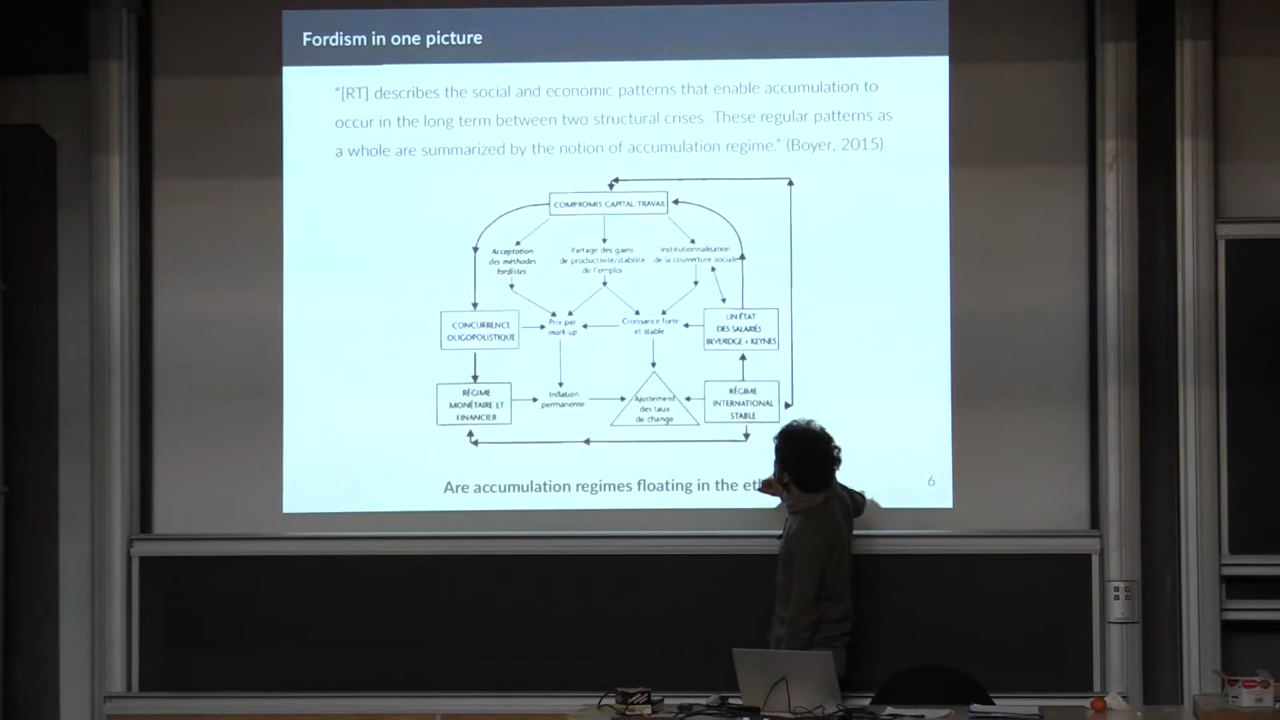 Fordism in one picture
"[RT] describes the social and economic patterns that enable accumulation to
occur in the long term between two structural crises. These regular patterns as
a whole are summarized by the notion of accumulation regime." (Boyer, 2015)
COMPROMIS CAPITAL TRAVAIL
Acceptation
des méthodes
fordistes
Partage des gains
de productivité/stabilité
de l'emploi
Institutionnalisation
de la couverture sociale
CONCURRENCE
OLIGOPOLISTIQUE
Prix par
mark-up
Croissance forte
et stable
UN ÉTAT
DES SALARIÉS
BEVERIDGE + KEYNES
RÉGIME
MONÉTAIRE ET
FINANCIER
Inflation
permanente
Ajustement
des taux
de change
RÉGIME
INTERNATIONAL
STABLE
Are accumulation regimes floating in the
6